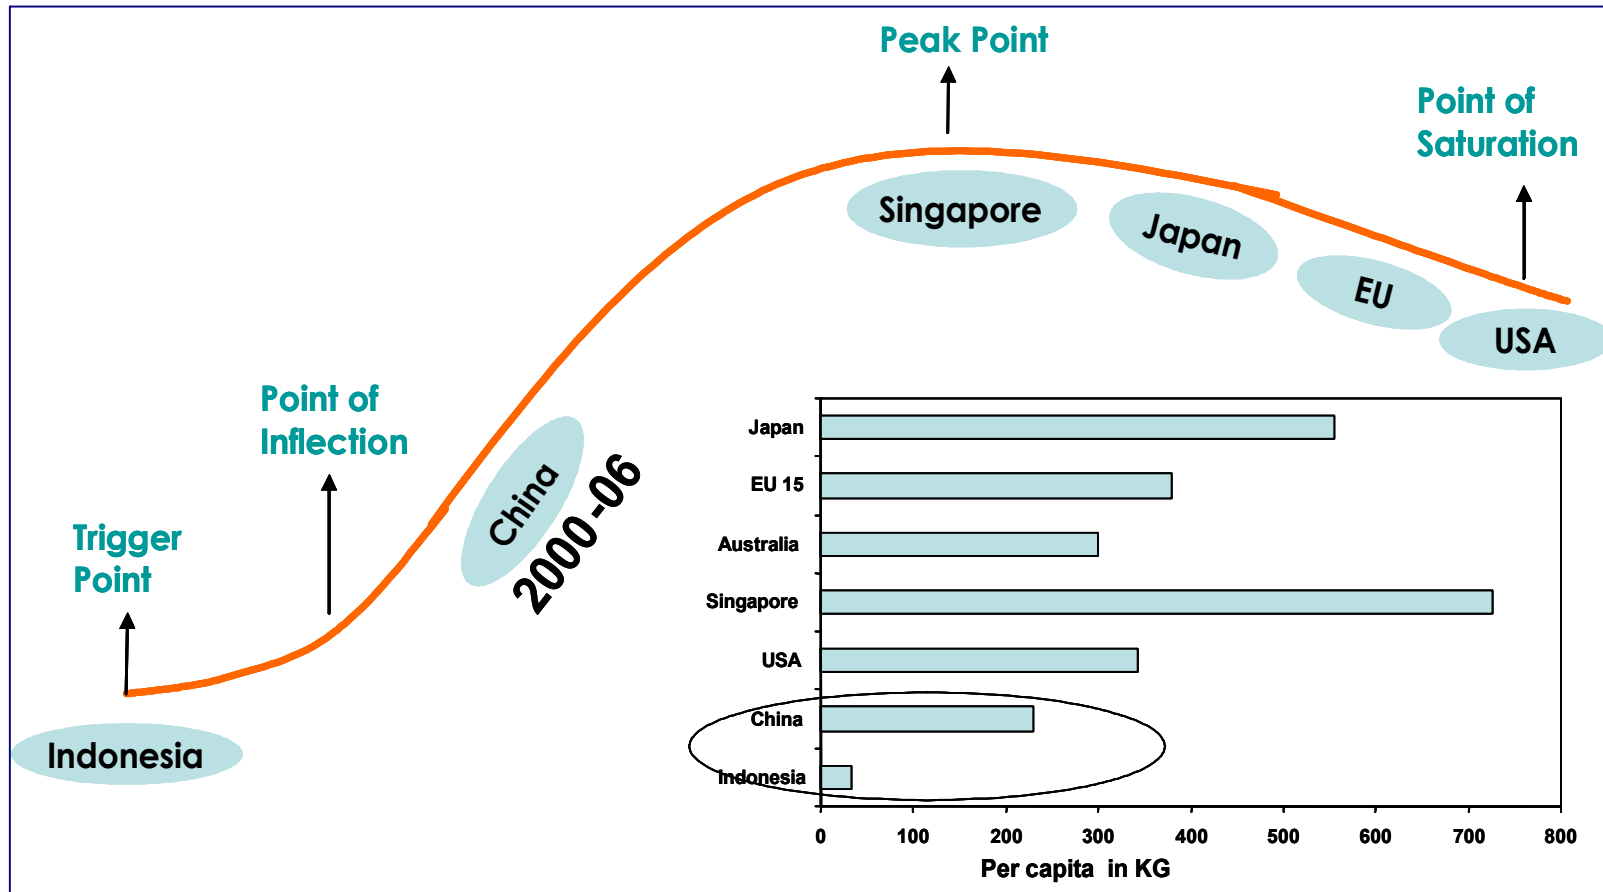 Peak Point
Point of
Saturation
Singapore
Japan
EU
USA
Point of
Inflection
China
2000-06
Trigger
Point
Indonesia
Japan
EU 15
Australia
Singapore
USA
China
Indonesia
0 100 200 300 400 500 600 700 800
Per capita in KG